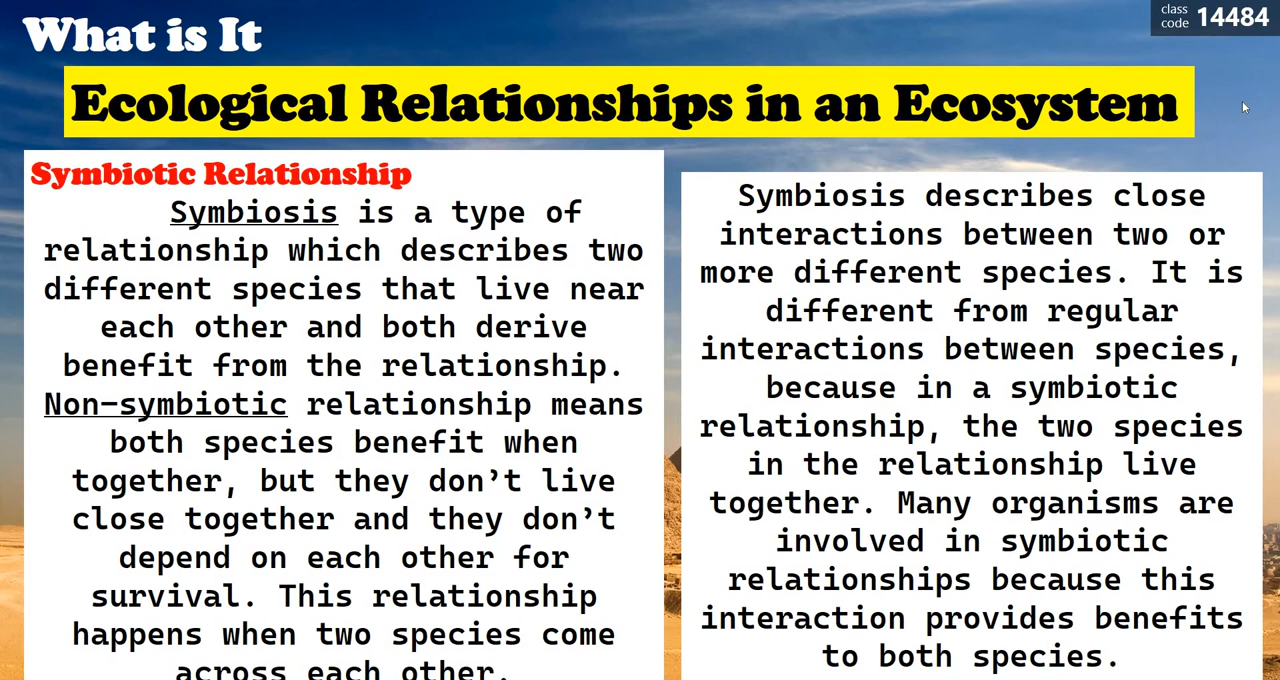 What is It
class
code 14484
Ecological Relationships in an Ecosystem
Symbiotic Relationship
Symbiosis is a type of
relationship which describes two
different species that live near
each other and both derive
benefit from the relationship.
Non-symbiotic relationship means
both species benefit when
together, but they don’t live
close together and they don’t
depend on each other for
survival. This relationship
happens when two species come
across each other.
Symbiosis describes close
interactions between two or
more different species. It is
different from regular
interactions between species,
because in a symbiotic
relationship, the two species
in the relationship live
together. Many organisms are
involved in symbiotic
relationships because this
interaction provides benefits
to both species.